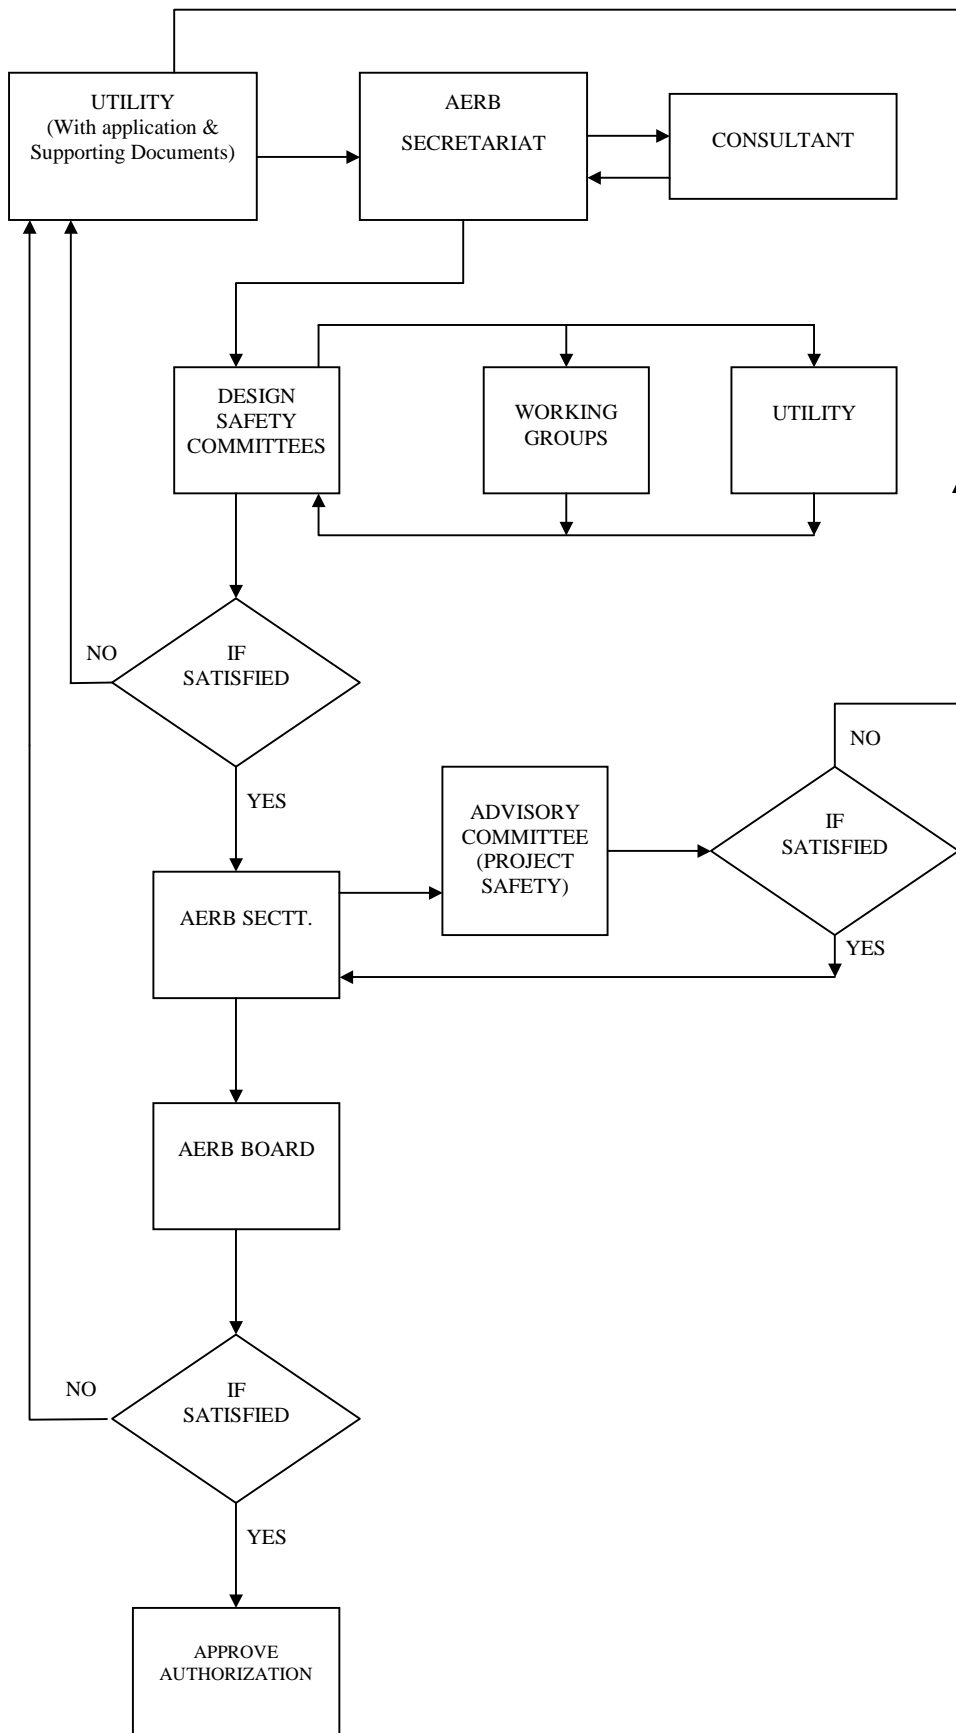 UTILITY
(With application &
Supporting Documents)
AERB
SECRETARIAT
CONSULTANT
DESIGN
SAFETY
COMMITTEES
WORKING
GROUPS
UTILITY
NO
IF
SATISFIED
YES
NO
ADVISORY
COMMITTEE
(PROJECT
SAFETY)
IF
SATISFIED
AERB SECTT.
YES
AERB BOARD
NO
IF
SATISFIED
YES
APPROVE
AUTHORIZATION